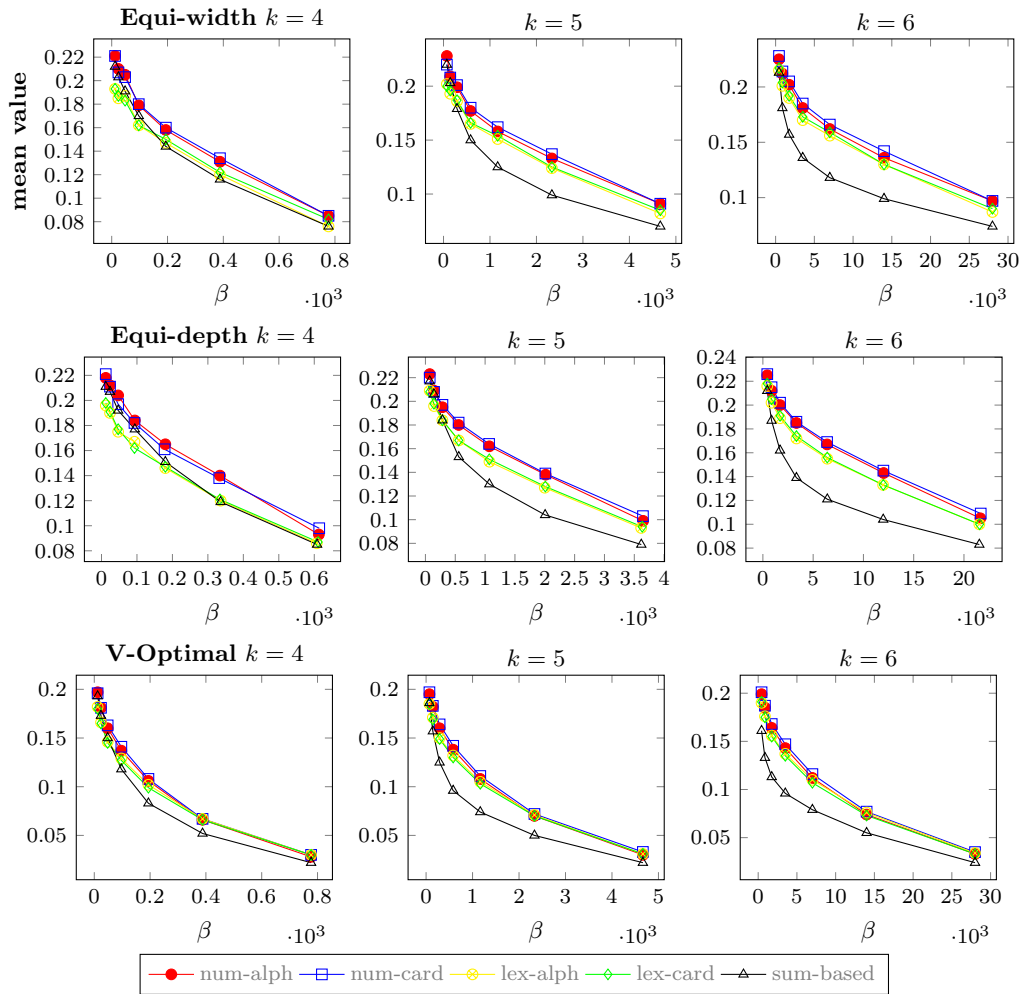 Equi-width k = 4
k = 5
k = 6
mean value
0.22
0.2
0.18
0.16
0.14
0.12
0.1
0.08
0 0.2 0.4 0.6 0.8
β ·10³
0.2
0.15
0.1
0 1 2 3 4 5
β ·10³
0.2
0.15
0.1
0 5 10 15 20 25 30
β ·10³
Equi-depth k = 4
k = 5
k = 6
0.22
0.2
0.18
0.16
0.14
0.12
0.1
0.08
0 0.1 0.2 0.3 0.4 0.5 0.6
β ·10³
0.22
0.2
0.18
0.16
0.14
0.12
0.1
0.08
0 0.5 1 1.5 2 2.5 3 3.5 4
β ·10³
0.24
0.22
0.2
0.18
0.16
0.14
0.12
0.1
0.08
0 5 10 15 20
β ·10³
V-Optimal k = 4
k = 5
k = 6
0.2
0.15
0.1
0.05
0 0.2 0.4 0.6 0.8
β ·10³
0.2
0.15
0.1
0.05
0 1 2 3 4 5
β ·10³
0.2
0.15
0.1
0.05
0 5 10 15 20 25 30
β ·10³
num-alph num-card lex-alph lex-card sum-based